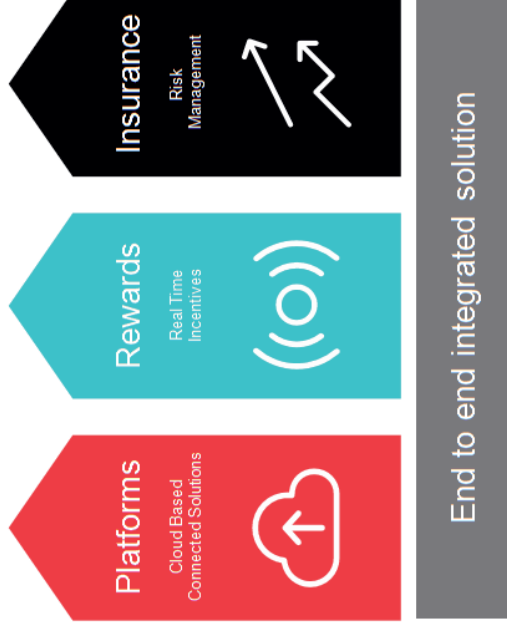 Platforms
Cloud Based
Connected Solutions
Rewards
Real Time
Incentives
Insurance
Risk
Management
End to end integrated solution